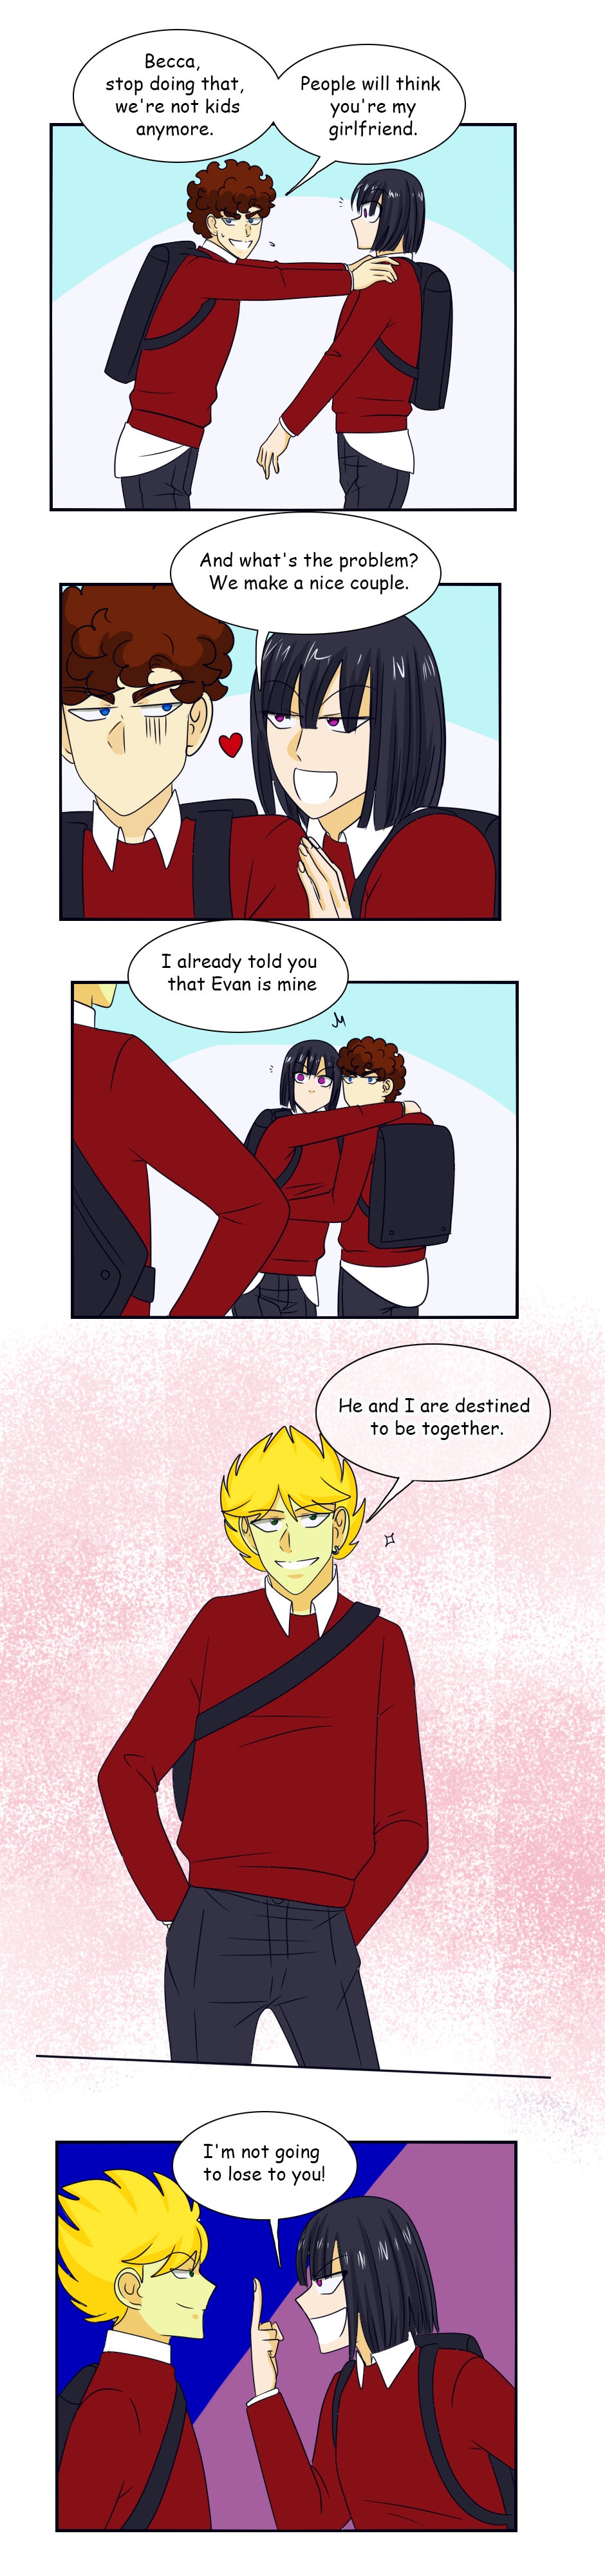 Becca,
stop doing that,
we're not kids
anymore.
People will think
you're my
girlfriend.
And what's the problem?
We make a nice couple.
I already told you
that Evan is mine
He and I are destined
to be together.
I'm not going
to lose to you!